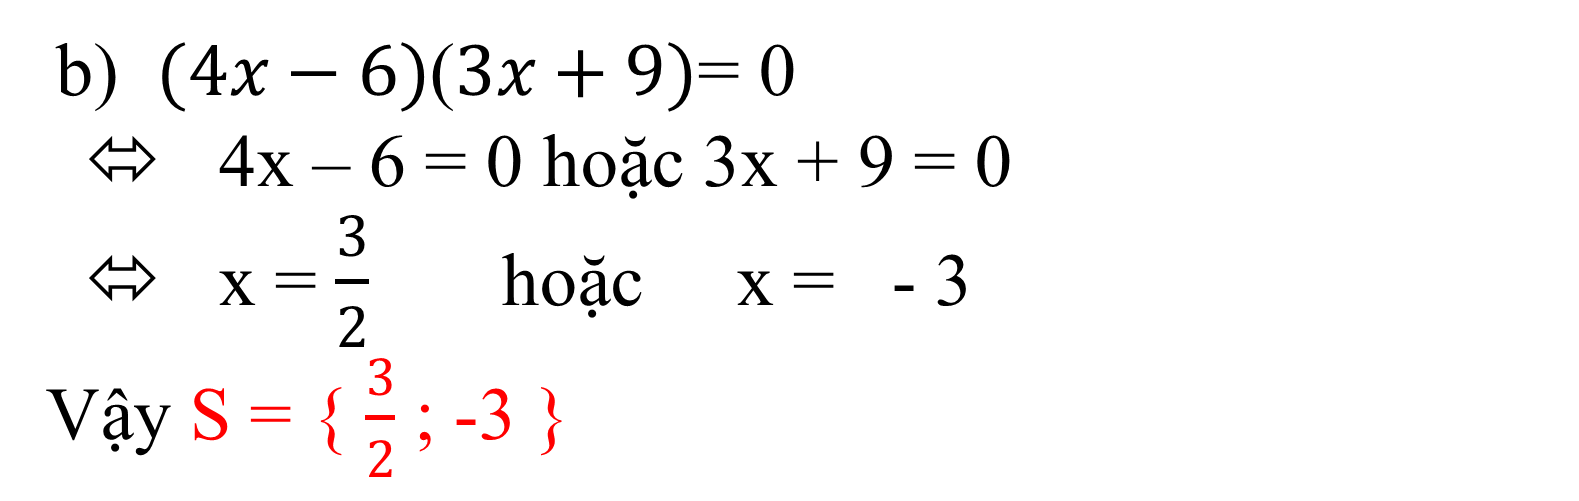 b) (4x − 6)(3x + 9)= 0
⇔ 4x – 6 = 0 hoặc 3x + 9 = 0
⇔ x = 3/2 hoặc x = - 3
Vậy S = { 3/2 ; -3 }